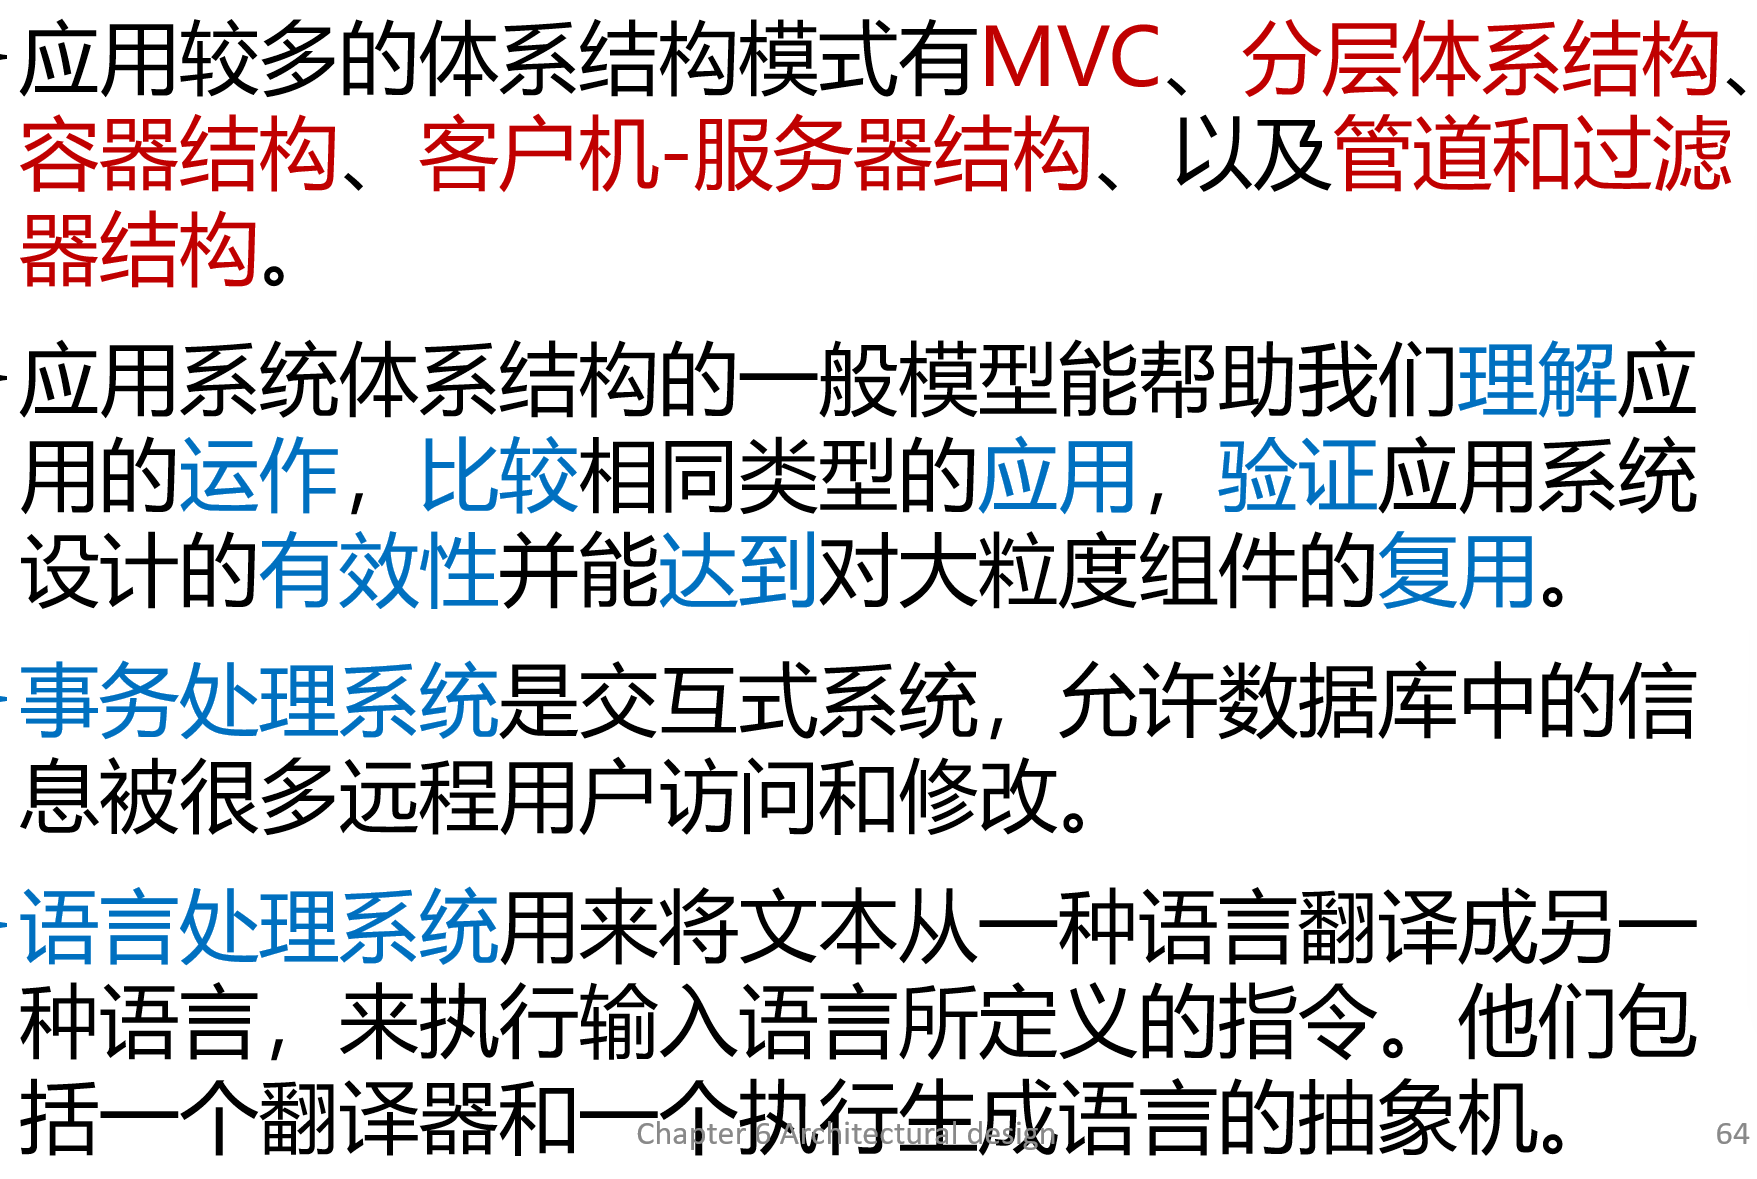 应用较多的体系结构模式有MVC、分层体系结构、
容器结构、客户机-服务器结构、以及管道和过滤
器结构。
应用系统体系结构的一般模型能帮助我们理解应
用的运作，比较相同类型的应用，验证应用系统
设计的有效性并能达到对大粒度组件的复用。
事务处理系统是交互式系统，允许数据库中的信
息被很多远程用户访问和修改。
语言处理系统用来将文本从一种语言翻译成另一
种语言，来执行输入语言所定义的指令。他们包
括一个翻译器和一个执行生成语言的抽象机。
Chapter 6 Architectural design
64